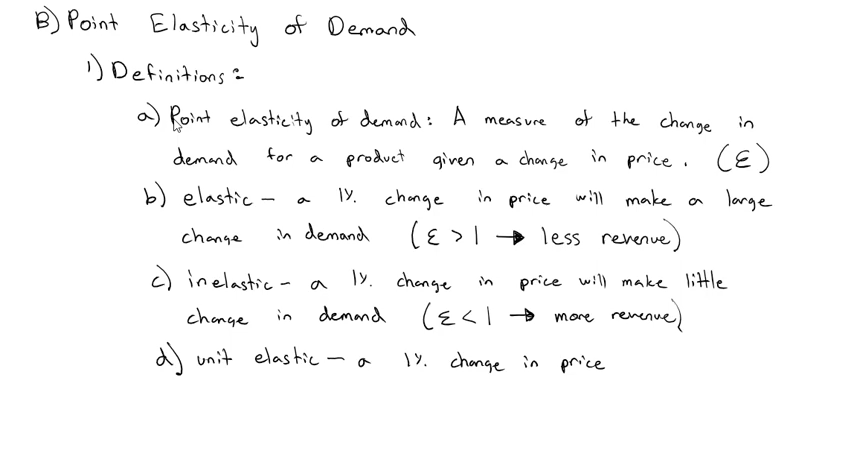 B) Point Elasticity of Demand
1) Definitions:
a) Point elasticity of demand: A measure of the change in
demand for a product given a change in price. (ε)
b) elastic – a 1% change in price will make a large
change in demand (ε > 1 → less revenue)
c) inelastic – a 1% change in price will make little
change in demand (ε < 1 → more revenue)
d) unit elastic – a 1% change in price